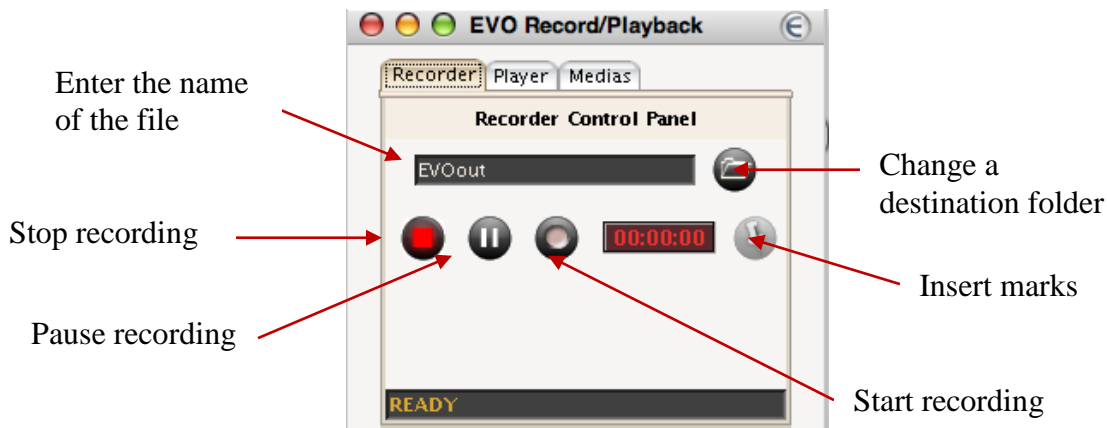 EVO Record/Playback
Recorder Player Medias
Recorder Control Panel
Enter the name
of the file
EVOout
Change a
destination folder
Stop recording
00:00:00
Insert marks
Pause recording
READY
Start recording